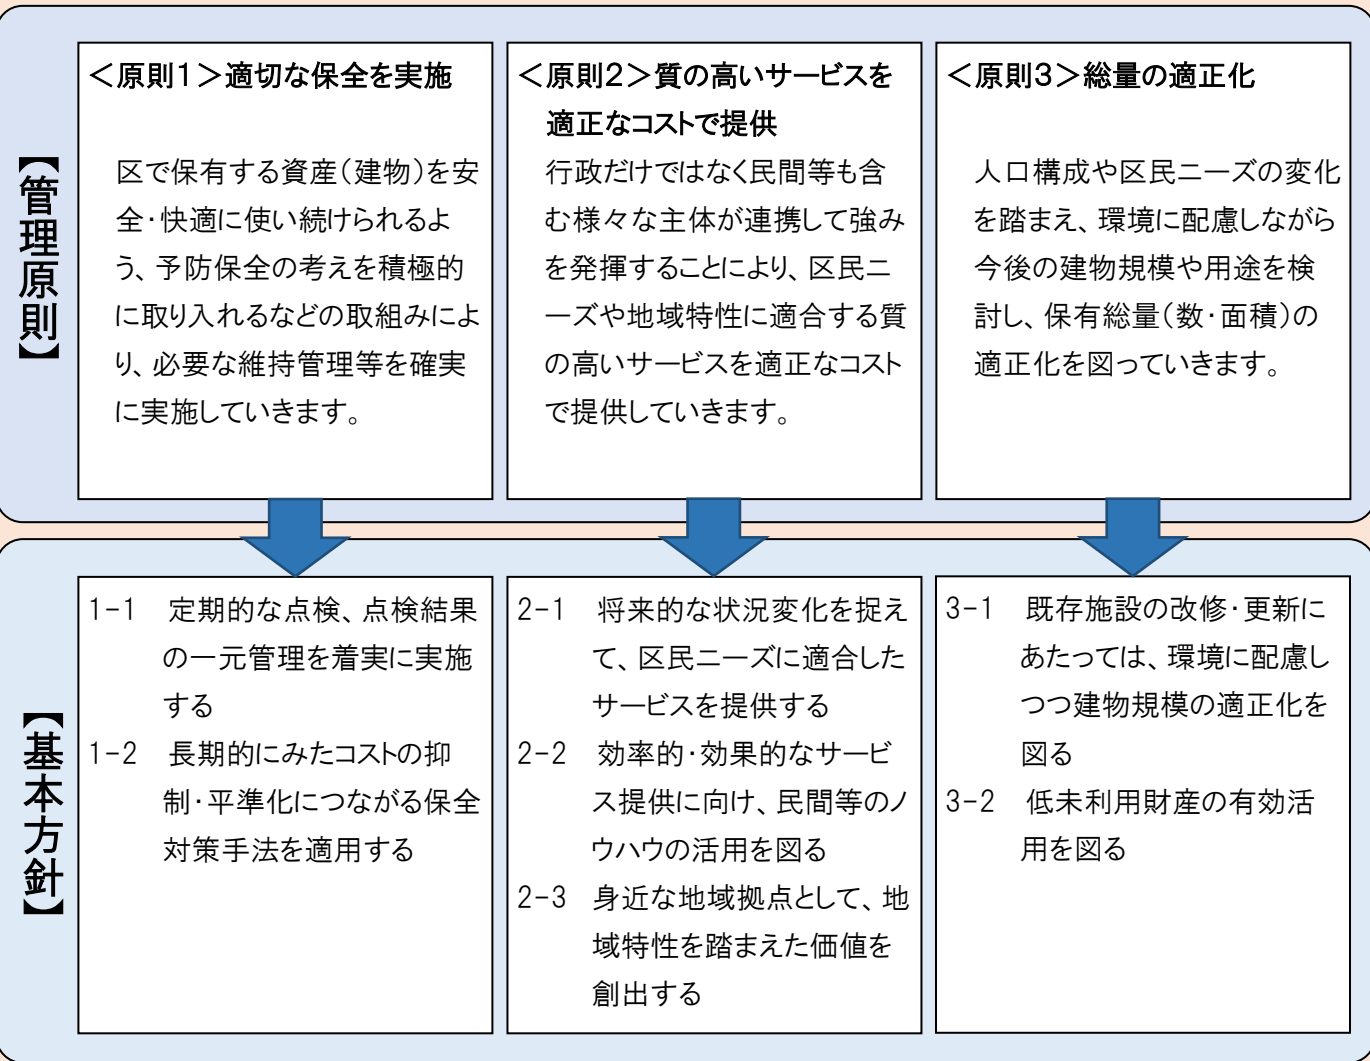 【管理原則】
＜原則１＞適切な保全を実施
区で保有する資産（建物）を安
全・快適に使い続けられるよ
う、予防保全の考えを積極的
に取り入れるなどの取組みによ
り、必要な維持管理等を確実
に実施していきます。
＜原則２＞質の高いサービスを
適正なコストで提供
行政だけではなく民間等も含
む様々な主体が連携して強み
を発揮することにより、区民ニ
ーズや地域特性に適合する質
の高いサービスを適正なコスト
で提供していきます。
＜原則３＞総量の適正化
人口構成や区民ニーズの変化
を踏まえ、環境に配慮しながら
今後の建物規模や用途を検
討し、保有総量（数・面積）の
適正化を図っていきます。
【基本方針】
1-1　定期的な点検、点検結果
の一元管理を着実に実施
する
1-2　長期的にみたコストの抑
制・平準化につながる保全
対策手法を適用する
2-1　将来的な状況変化を捉え
て、区民ニーズに適合した
サービスを提供する
2-2　効率的・効果的なサービ
ス提供に向け、民間等のノ
ウハウの活用を図る
2-3　身近な地域拠点として、地
域特性を踏まえた価値を
創出する
3-1　既存施設の改修・更新に
あたっては、環境に配慮し
つつ建物規模の適正化を
図る
3-2　低未利用財産の有効活
用を図る